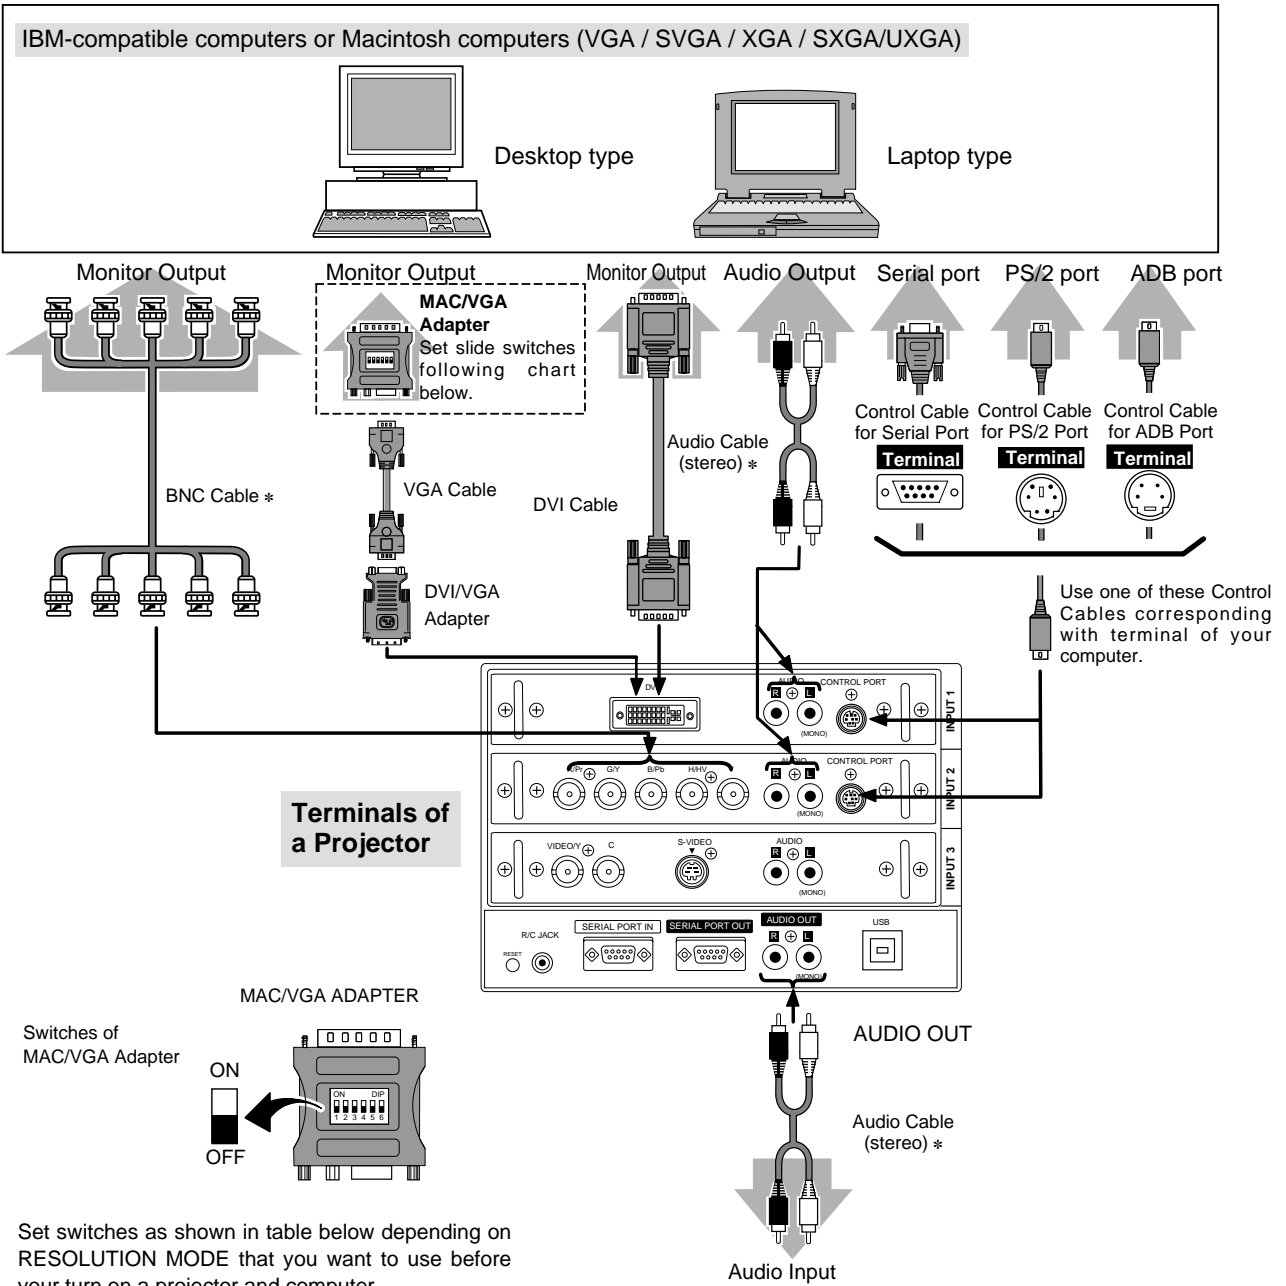 IBM-compatible computers or Macintosh computers (VGA / SVGA / XGA / SXGA/UXGA)
Desktop type
Laptop type
Monitor Output
Monitor Output
Monitor Output
Audio Output
Serial port
PS/2 port
ADB port
MAC/VGA
Adapter
Set slide switches
following chart
below.
Control Cable
for Serial Port
Control Cable
for PS/2 Port
Control Cable
for ADB Port
Terminal
Terminal
Terminal
BNC Cable *
VGA Cable
DVI Cable
Audio Cable
(stereo) *
DVI/VGA
Adapter
Use one of these Control
Cables corresponding
with terminal of your
computer.
AUDIO
CONTROL PORT
R L
(MONO)
INPUT 1
G/Y
B/Pb
H/HV
AUDIO
CONTROL PORT
R L
(MONO)
INPUT 2
Terminals of
a Projector
VIDEO/Y
C
S-VIDEO
AUDIO
R L
(MONO)
INPUT 3
RESET
R/C JACK
SERIAL PORT IN
SERIAL PORT OUT
AUDIO OUT
R L
(MONO)
USB
MAC/VGA ADAPTER
Switches of
MAC/VGA Adapter
ON
OFF
ON DIP
1 2 3 4 5 6
AUDIO OUT
Audio Cable
(stereo) *
Audio Input
Set switches as shown in table below depending on
RESOLUTION MODE that you want to use before
your turn on a projector and computer